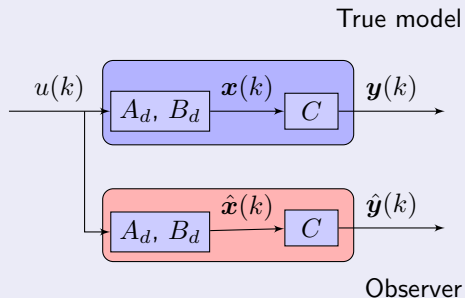 True model
u(k)
A_d, B_d
x(k)
C
y(k)
A_d, B_d
x̂(k)
C
ŷ(k)
Observer